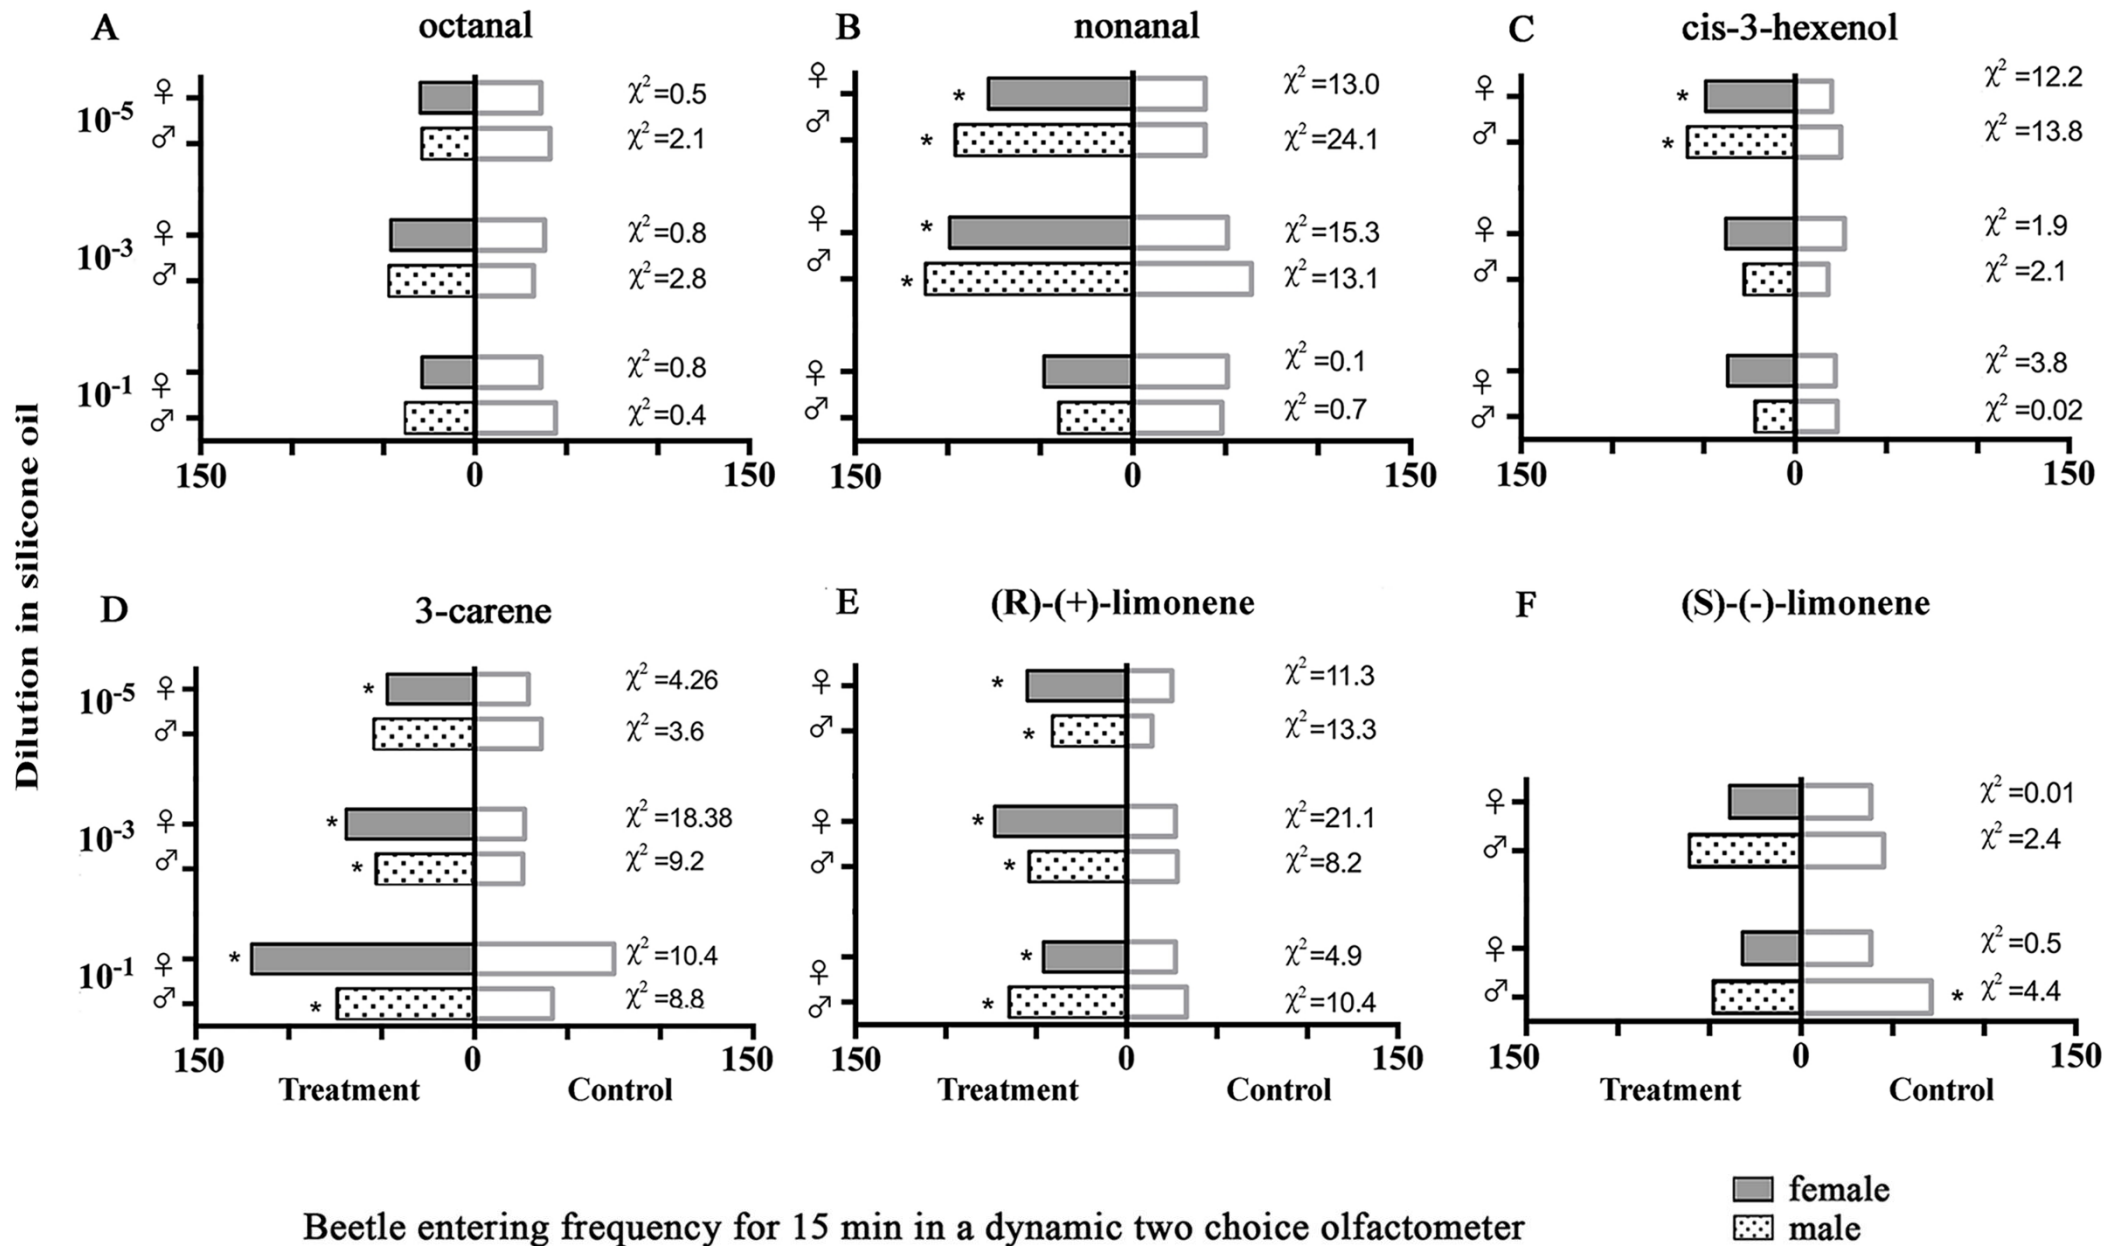 A octanal
♀ χ²=0.5
10-5
♂ χ²=2.1
♀ χ²=0.8
10-3
♂ χ²=2.8
♀ χ²=0.8
10-1
♂ χ²=0.4
150 0 150
B nonanal
♀ * χ²=13.0
♂ * χ²=24.1
♀ * χ²=15.3
♂ * χ²=13.1
♀ χ²=0.1
♂ χ²=0.7
150 0 150
C cis-3-hexenol
♀ * χ²=12.2
♂ * χ²=13.8
♀ χ²=1.9
♂ χ²=2.1
♀ χ²=3.8
♂ χ²=0.02
150 0 150
Dilution in silicone oil
D 3-carene
♀ * χ²=4.26
10-5
♂ χ²=3.6
♀ * χ²=18.38
10-3
♂ * χ²=9.2
♀ * χ²=10.4
10-1
♂ * χ²=8.8
150 0 150
Treatment Control
E (R)-(+)-limonene
♀ * χ²=11.3
♂ * χ²=13.3
♀ * χ²=21.1
♂ * χ²=8.2
♀ * χ²=4.9
♂ * χ²=10.4
150 0 150
Treatment Control
F (S)-(-)-limonene
♀ χ²=0.01
♂ χ²=2.4
♀ χ²=0.5
♂ * χ²=4.4
150 0 150
Treatment Control
female
male
Beetle entering frequency for 15 min in a dynamic two choice olfactometer